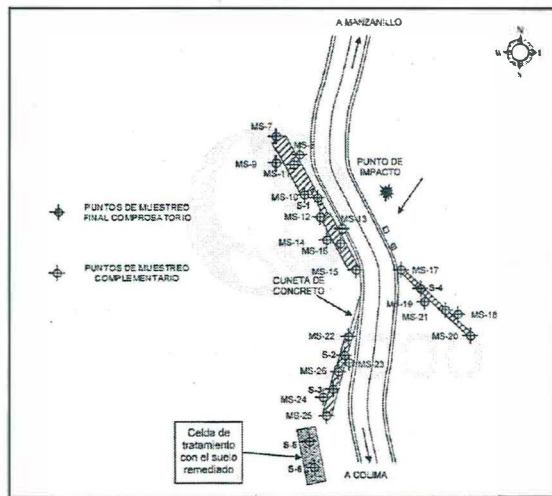 A MANZANILLO
N
W
S
MS-7
MS-9
MS-10
S-1
MS-12
MS-13
MS-14
MS-16
MS-15
PUNTO DE
IMPACTO
PUNTOS DE MUESTREO
FINAL COMPROBATORIO
PUNTOS DE MUESTREO
COMPLEMENTARIO
CUNETA DE
CONCRETO
MS-17
S-4
MS-19
MS-21
MS-18
MS-20
MS-22
S-2
MS-23
MS-26
S-3
MS-24
MS-25
Celda de
tratamiento
con el suelo
remediado
S-5
S-6
A COLIMA